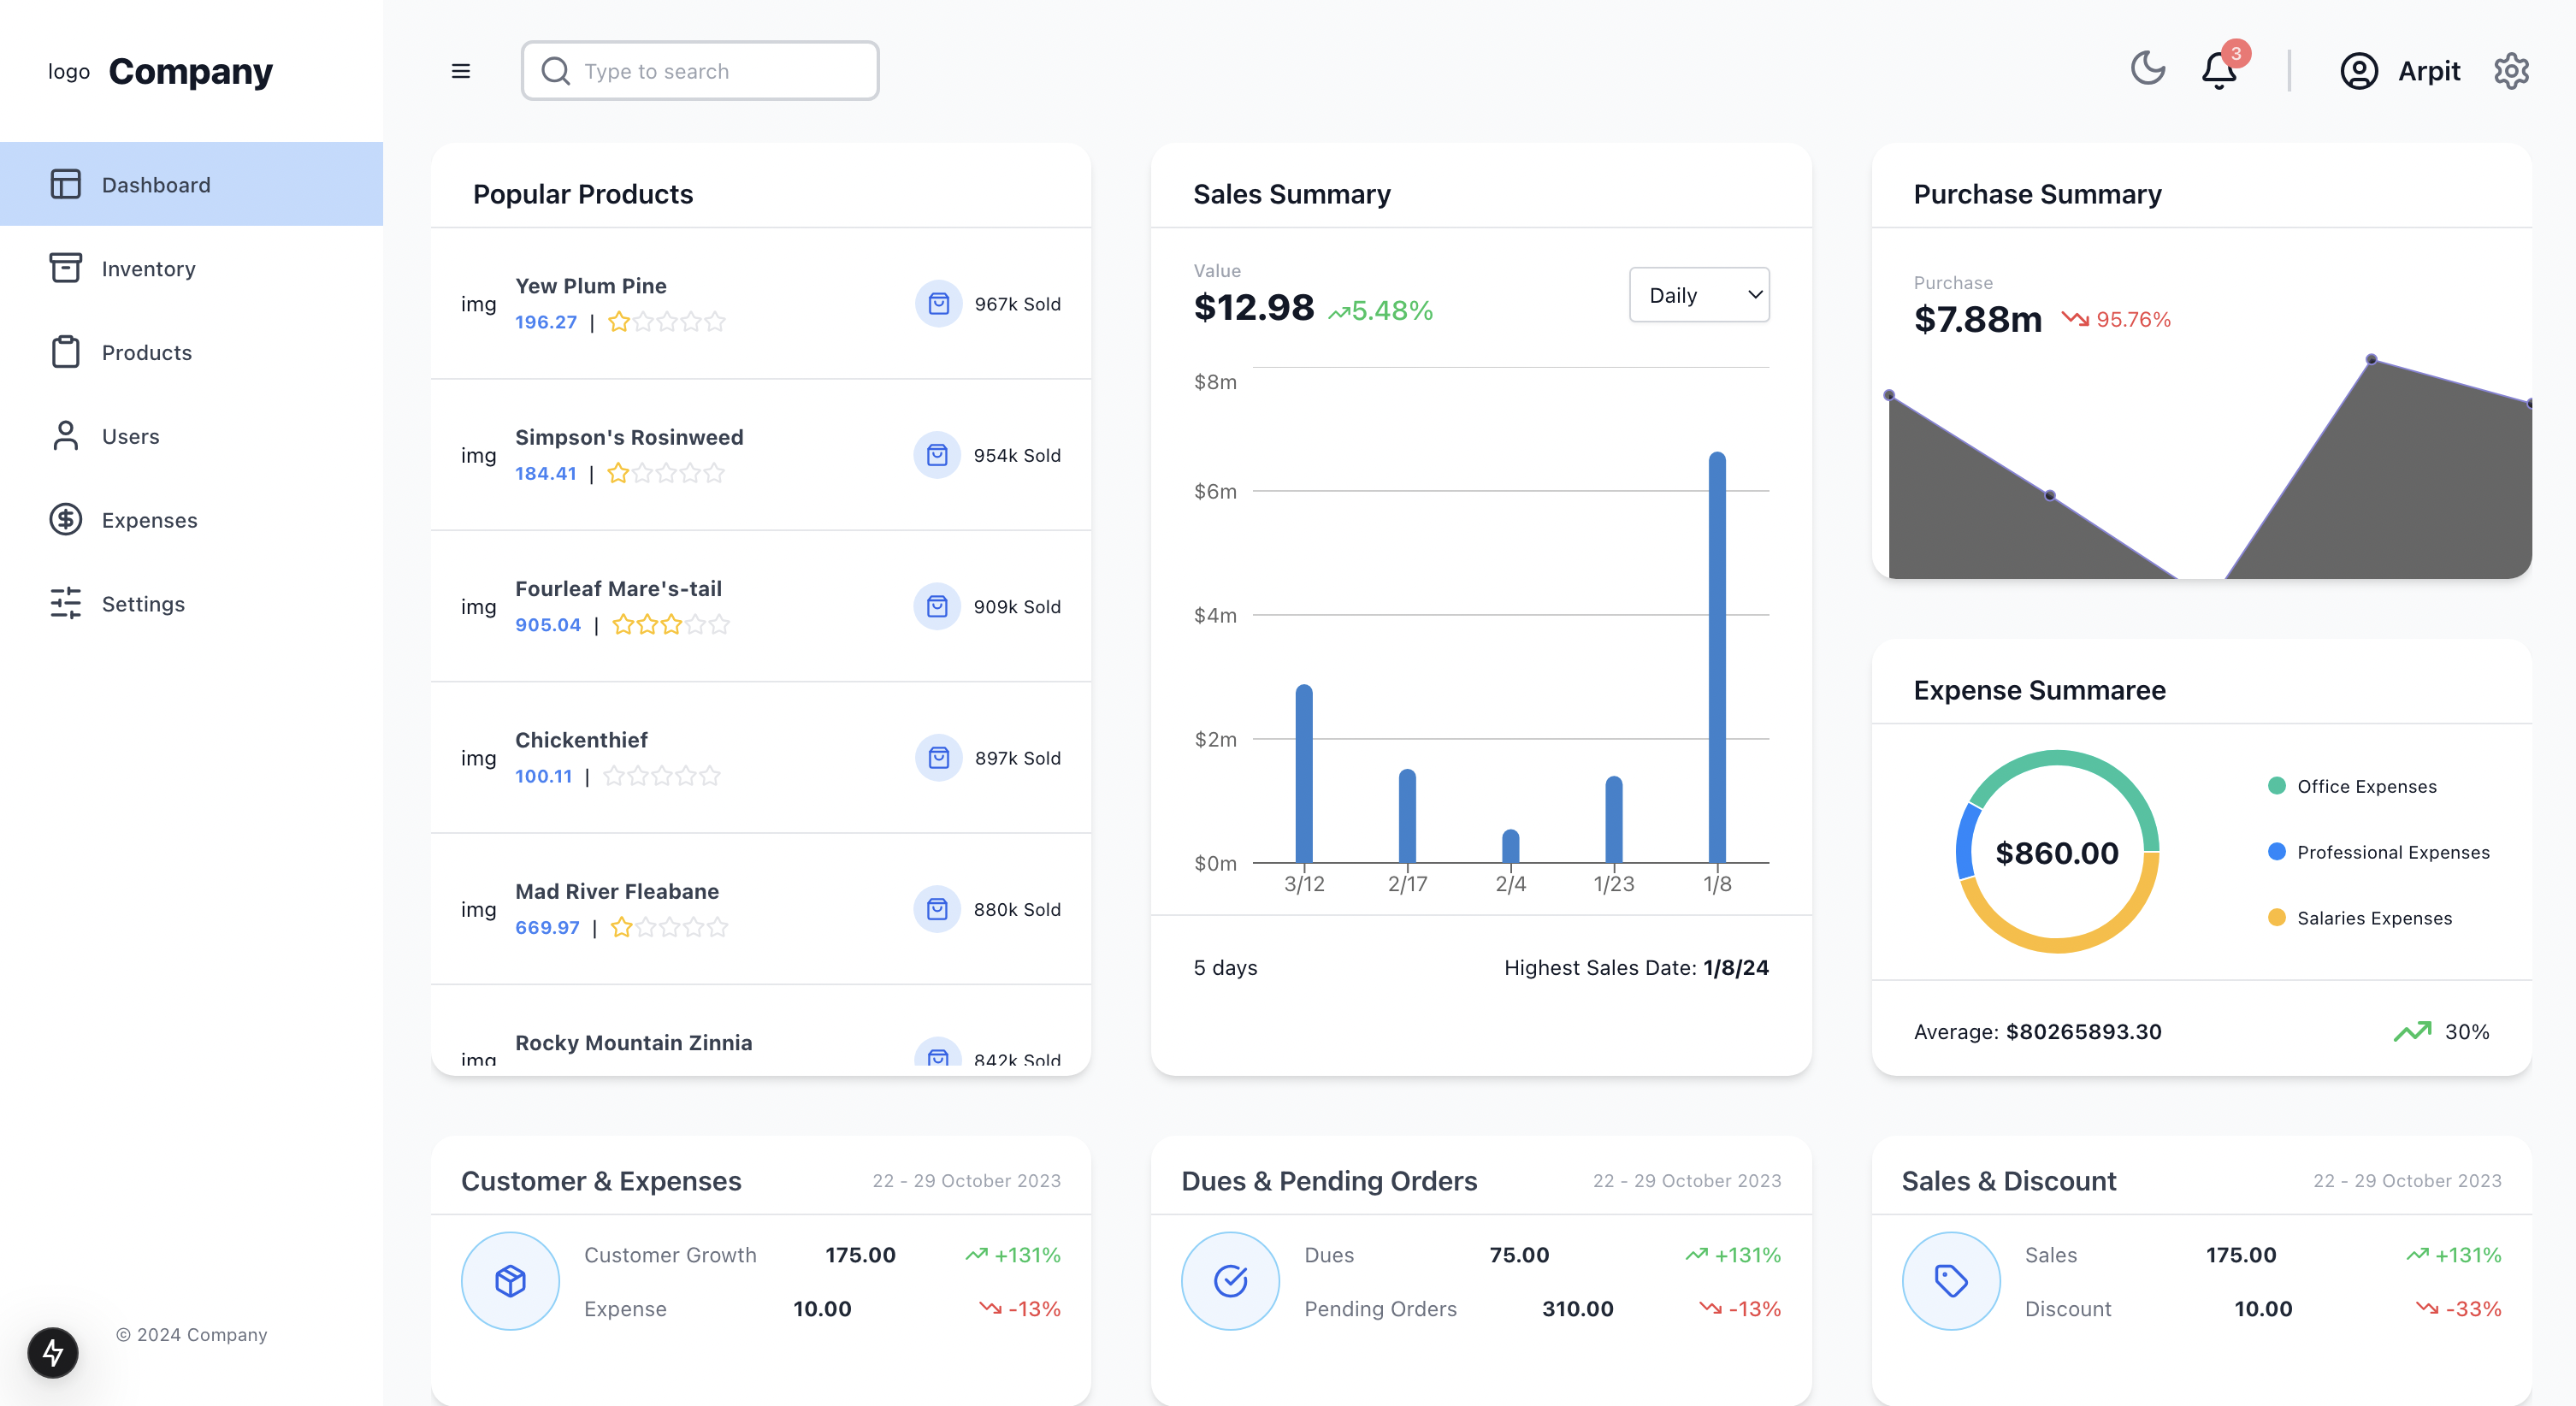 logo Company
Dashboard
Inventory
Products
Users
Expenses
Settings
© 2024 Company
Type to search
3
Arpit
Popular Products
img
Yew Plum Pine
196.27 |
967k Sold
img
Simpson's Rosinweed
184.41 |
954k Sold
img
Fourleaf Mare's-tail
905.04 |
909k Sold
img
Chickenthief
100.11 |
897k Sold
img
Mad River Fleabane
669.97 |
880k Sold
img
Rocky Mountain Zinnia
842k Sold
Sales Summary
Value
$12.98 5.48%
Daily
$8m
$6m
$4m
$2m
$0m
3/12 2/17 2/4 1/23 1/8
5 days
Highest Sales Date: 1/8/24
Purchase Summary
Purchase
$7.88m 95.76%
Expense Summaree
$860.00
Office Expenses
Professional Expenses
Salaries Expenses
Average: $80265893.30
30%
Customer & Expenses
22 - 29 October 2023
Customer Growth 175.00 +131%
Expense 10.00 -13%
Dues & Pending Orders
22 - 29 October 2023
Dues 75.00 +131%
Pending Orders 310.00 -13%
Sales & Discount
22 - 29 October 2023
Sales 175.00 +131%
Discount 10.00 -33%